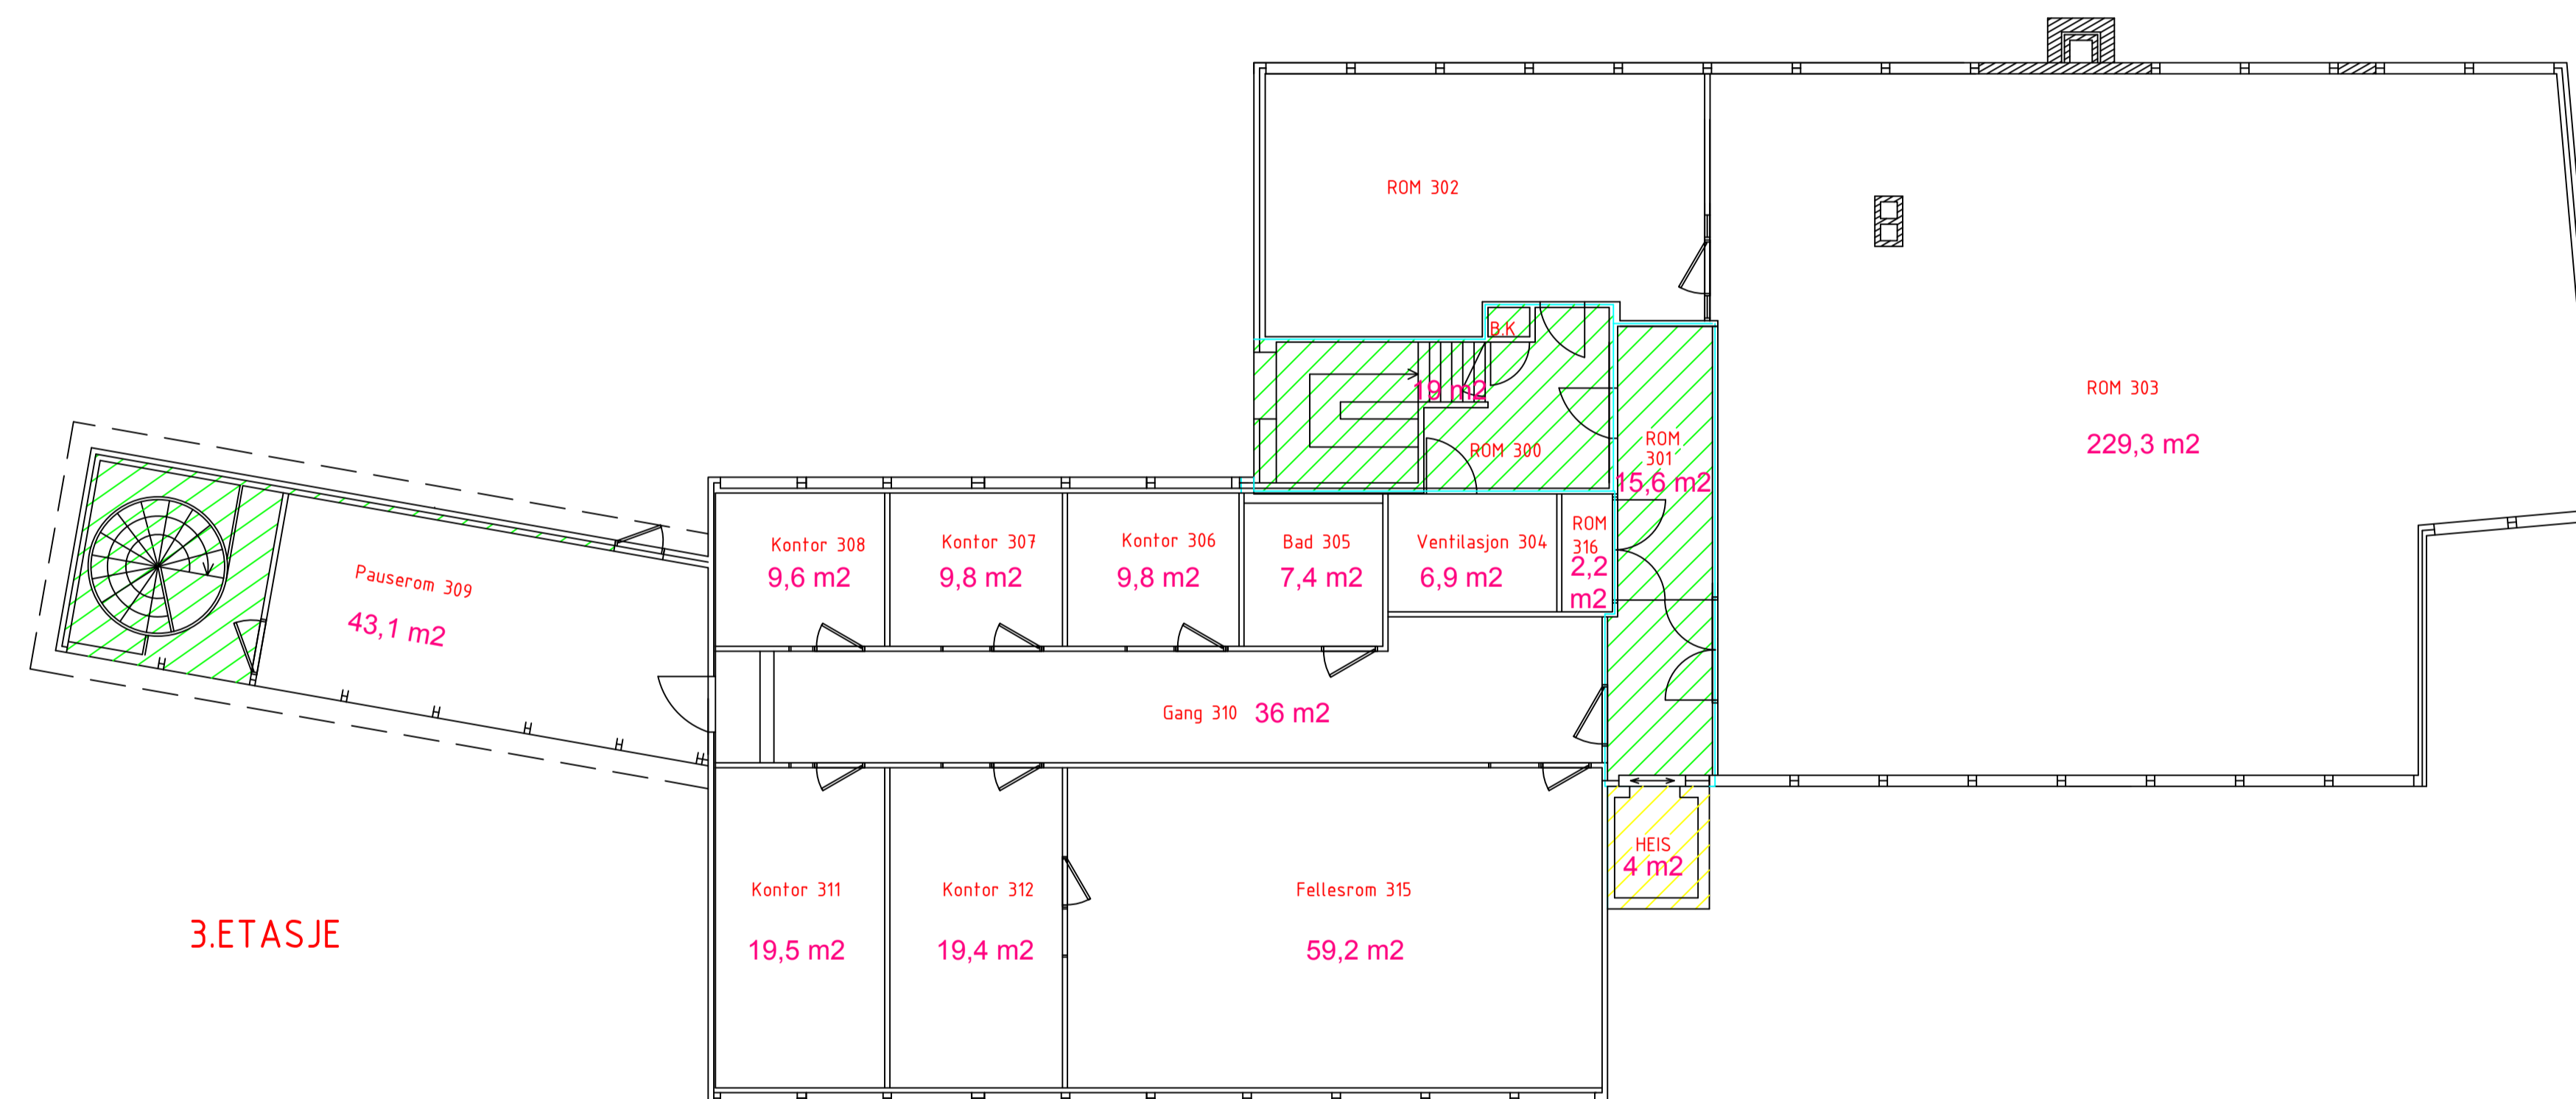 ROM 302
B.K
19 m2
ROM 300
ROM
301
15,6 m2
ROM 303
229,3 m2
Pauserom 309
43,1 m2
Kontor 308
9,6 m2
Kontor 307
9,8 m2
Kontor 306
9,8 m2
Bad 305
7,4 m2
Ventilasjon 304
6,9 m2
ROM
316
2,2
m2
Gang 310 36 m2
HEIS
4 m2
Kontor 311
19,5 m2
Kontor 312
19,4 m2
Fellesrom 315
59,2 m2
3.ETASJE